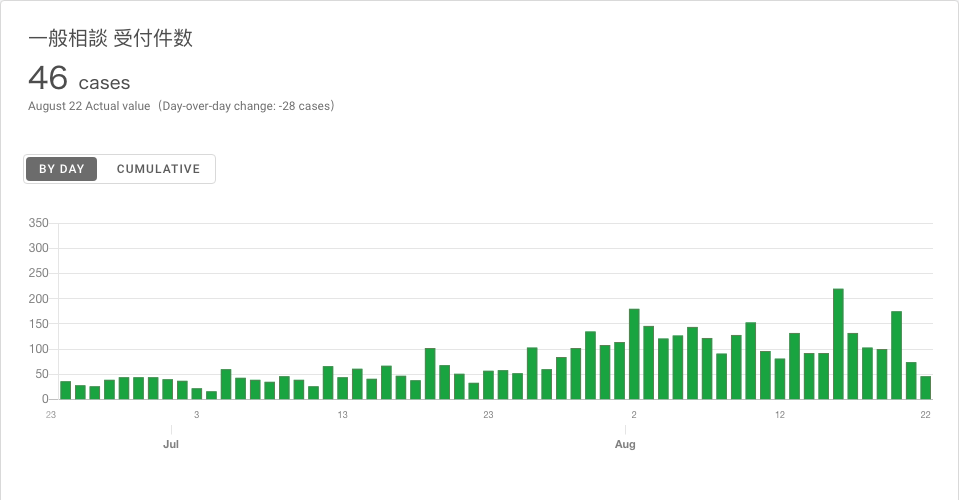 一般相談 受付件数
46 cases
August 22 Actual value（Day-over-day change: -28 cases）
BY DAY CUMULATIVE
350
300
250
200
150
100
50
0
23 3 13 23 2 12 22
Jul Aug